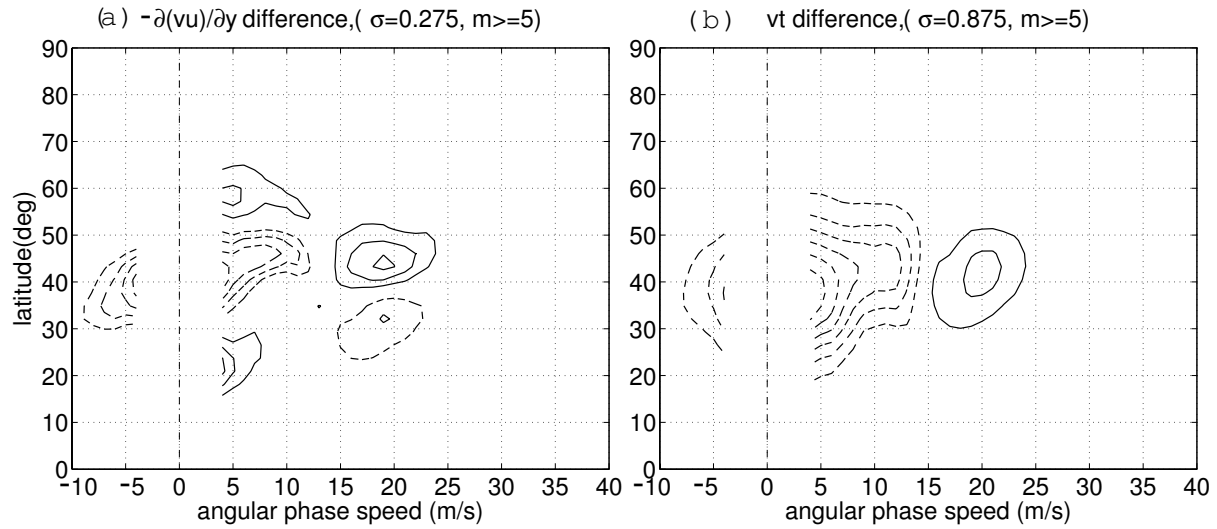 (a) -∂(vu)/∂y difference,( σ=0.275, m>=5)
(b) vt difference,( σ=0.875, m>=5)
90
80
70
60
50
40
30
20
10
0
latitude(deg)
−10 −5 0 5 10 15 20 25 30 35 40
angular phase speed (m/s)
90
80
70
60
50
40
30
20
10
0
−10 −5 0 5 10 15 20 25 30 35 40
angular phase speed (m/s)